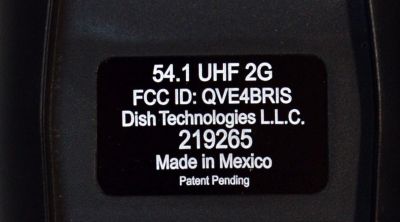 54.1 UHF 2G
FCC ID: QVE4BRIS
Dish Technologies L.L.C.
219265
Made in Mexico
Patent Pending